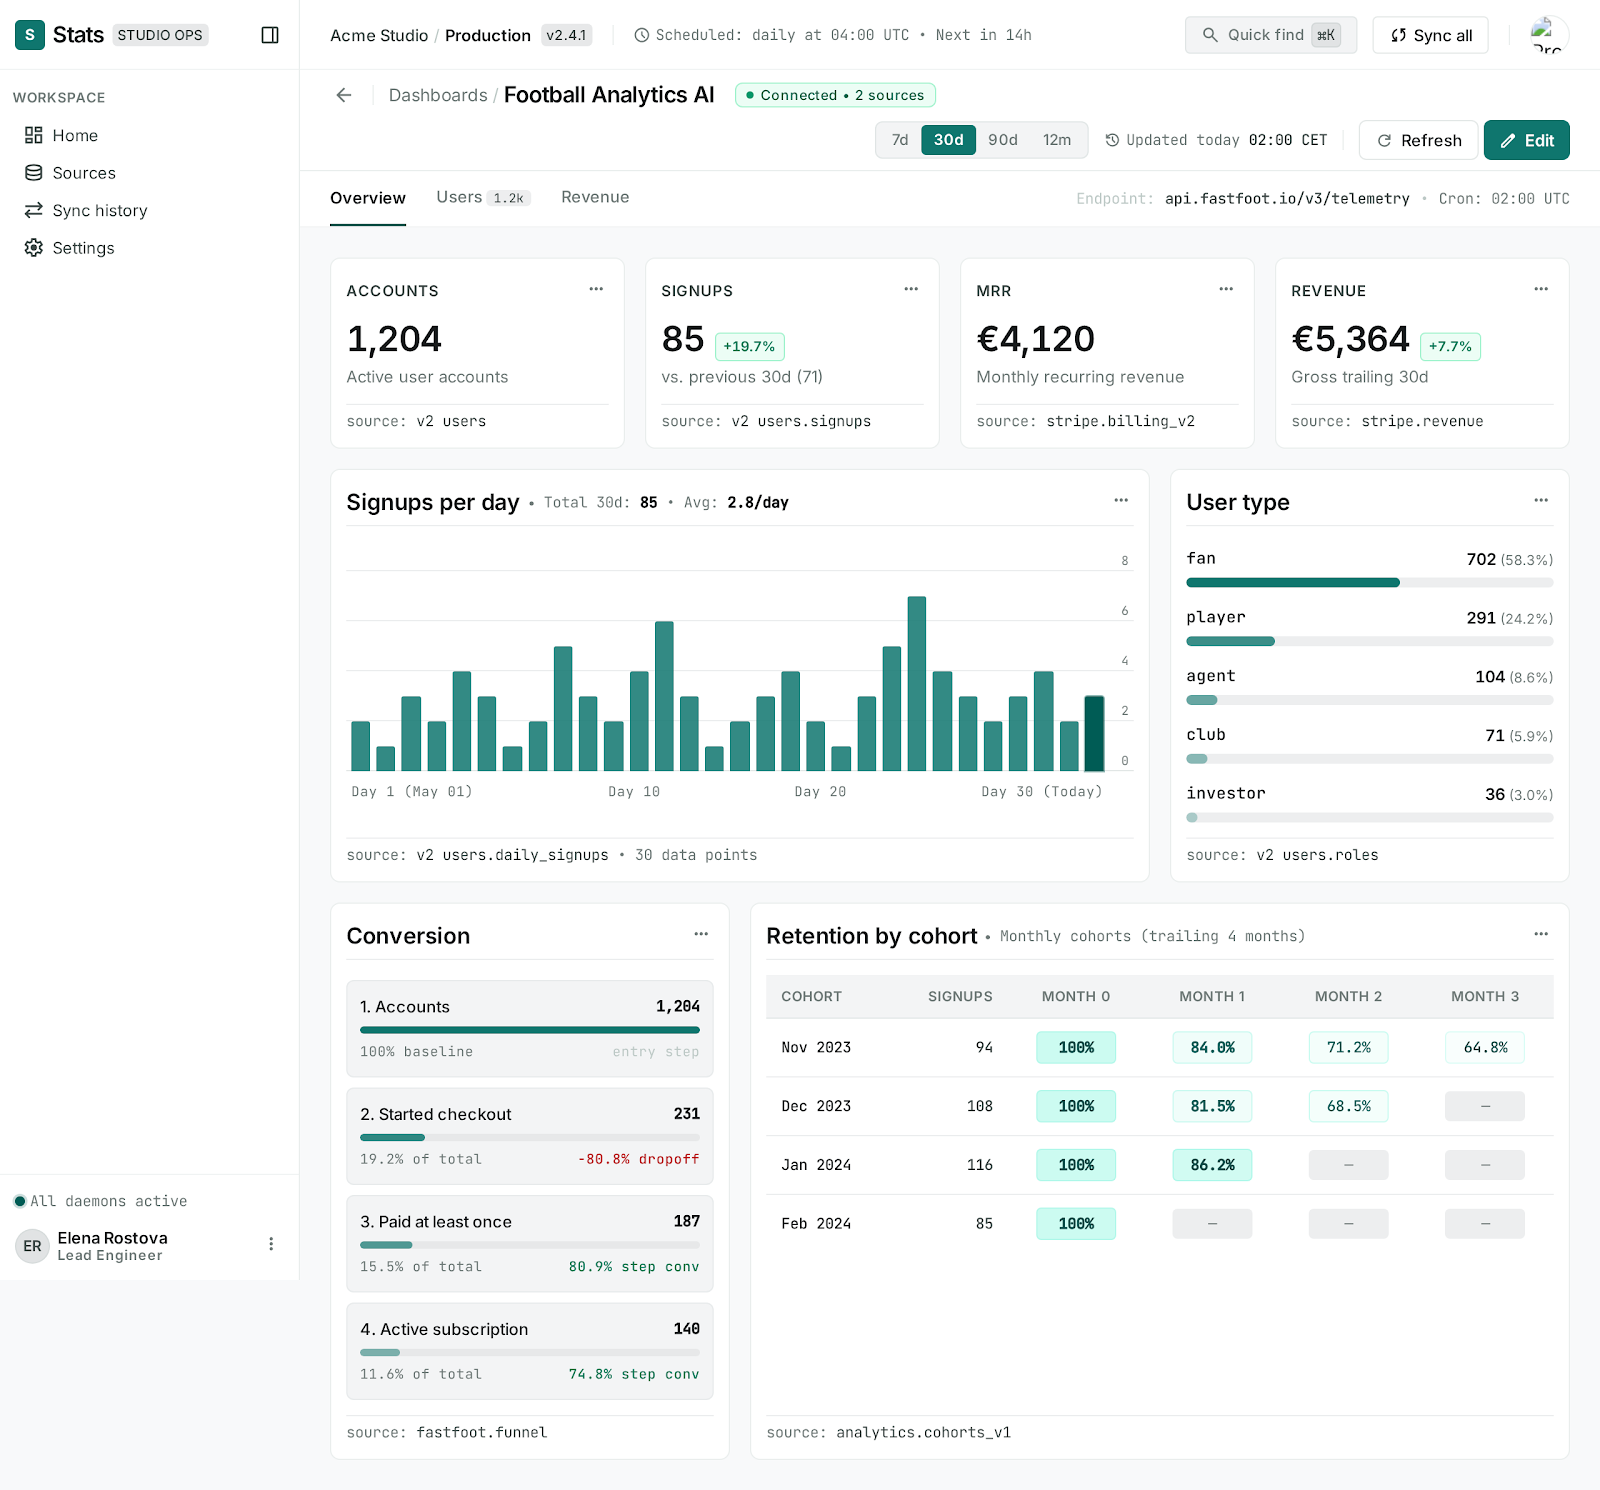 S Stats STUDIO OPS
Acme Studio / Production v2.4.1 Scheduled: daily at 04:00 UTC • Next in 14h Quick find ⌘K Sync all
WORKSPACE
Home
Sources
Sync history
Settings
All daemons active
ER Elena Rostova
Lead Engineer
Dashboards / Football Analytics AI Connected • 2 sources
7d 30d 90d 12m Updated today 02:00 CET Refresh Edit
Overview Users 1.2k Revenue Endpoint: api.fastfoot.io/v3/telemetry • Cron: 02:00 UTC
ACCOUNTS
1,204
Active user accounts
source: v2 users
SIGNUPS
85 +19.7%
vs. previous 30d (71)
source: v2 users.signups
MRR
€4,120
Monthly recurring revenue
source: stripe.billing_v2
REVENUE
€5,364 +7.7%
Gross trailing 30d
source: stripe.revenue
Signups per day • Total 30d: 85 • Avg: 2.8/day
8
6
4
2
0
Day 1 (May 01) Day 10 Day 20 Day 30 (Today)
source: v2 users.daily_signups • 30 data points
User type
fan 702 (58.3%)
player 291 (24.2%)
agent 104 (8.6%)
club 71 (5.9%)
investor 36 (3.0%)
source: v2 users.roles
Conversion
1. Accounts 1,204
100% baseline entry step
2. Started checkout 231
19.2% of total -80.8% dropoff
3. Paid at least once 187
15.5% of total 80.9% step conv
4. Active subscription 140
11.6% of total 74.8% step conv
source: fastfoot.funnel
Retention by cohort • Monthly cohorts (trailing 4 months)
COHORT SIGNUPS MONTH 0 MONTH 1 MONTH 2 MONTH 3
Nov 2023 94 100% 84.0% 71.2% 64.8%
Dec 2023 108 100% 81.5% 68.5% —
Jan 2024 116 100% 86.2% — —
Feb 2024 85 100% — — —
source: analytics.cohorts_v1